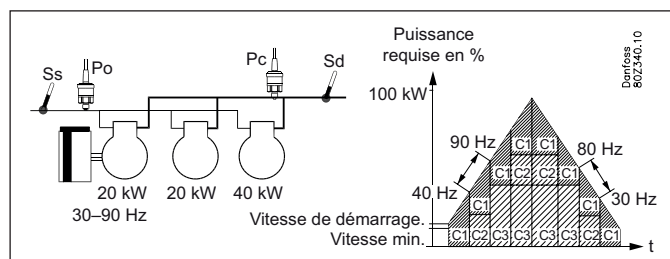 Ss
Po
Pc
Sd
20 kW
20 kW
40 kW
30–90 Hz
Puissance
requise en %
100 kW
90 Hz
40 Hz
80 Hz
30 Hz
Vitesse de démarrage.
Vitesse min.
C1 C1
C1 C2 C2 C1
C1 C1
C1 C2 C3 C3 C3 C3 C2 C1
t
Danfoss
80Z340.10